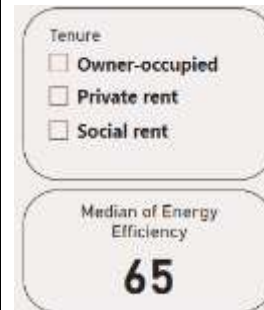 Tenure
Owner-occupied
Private rent
Social rent
Median of Energy
Efficiency
65